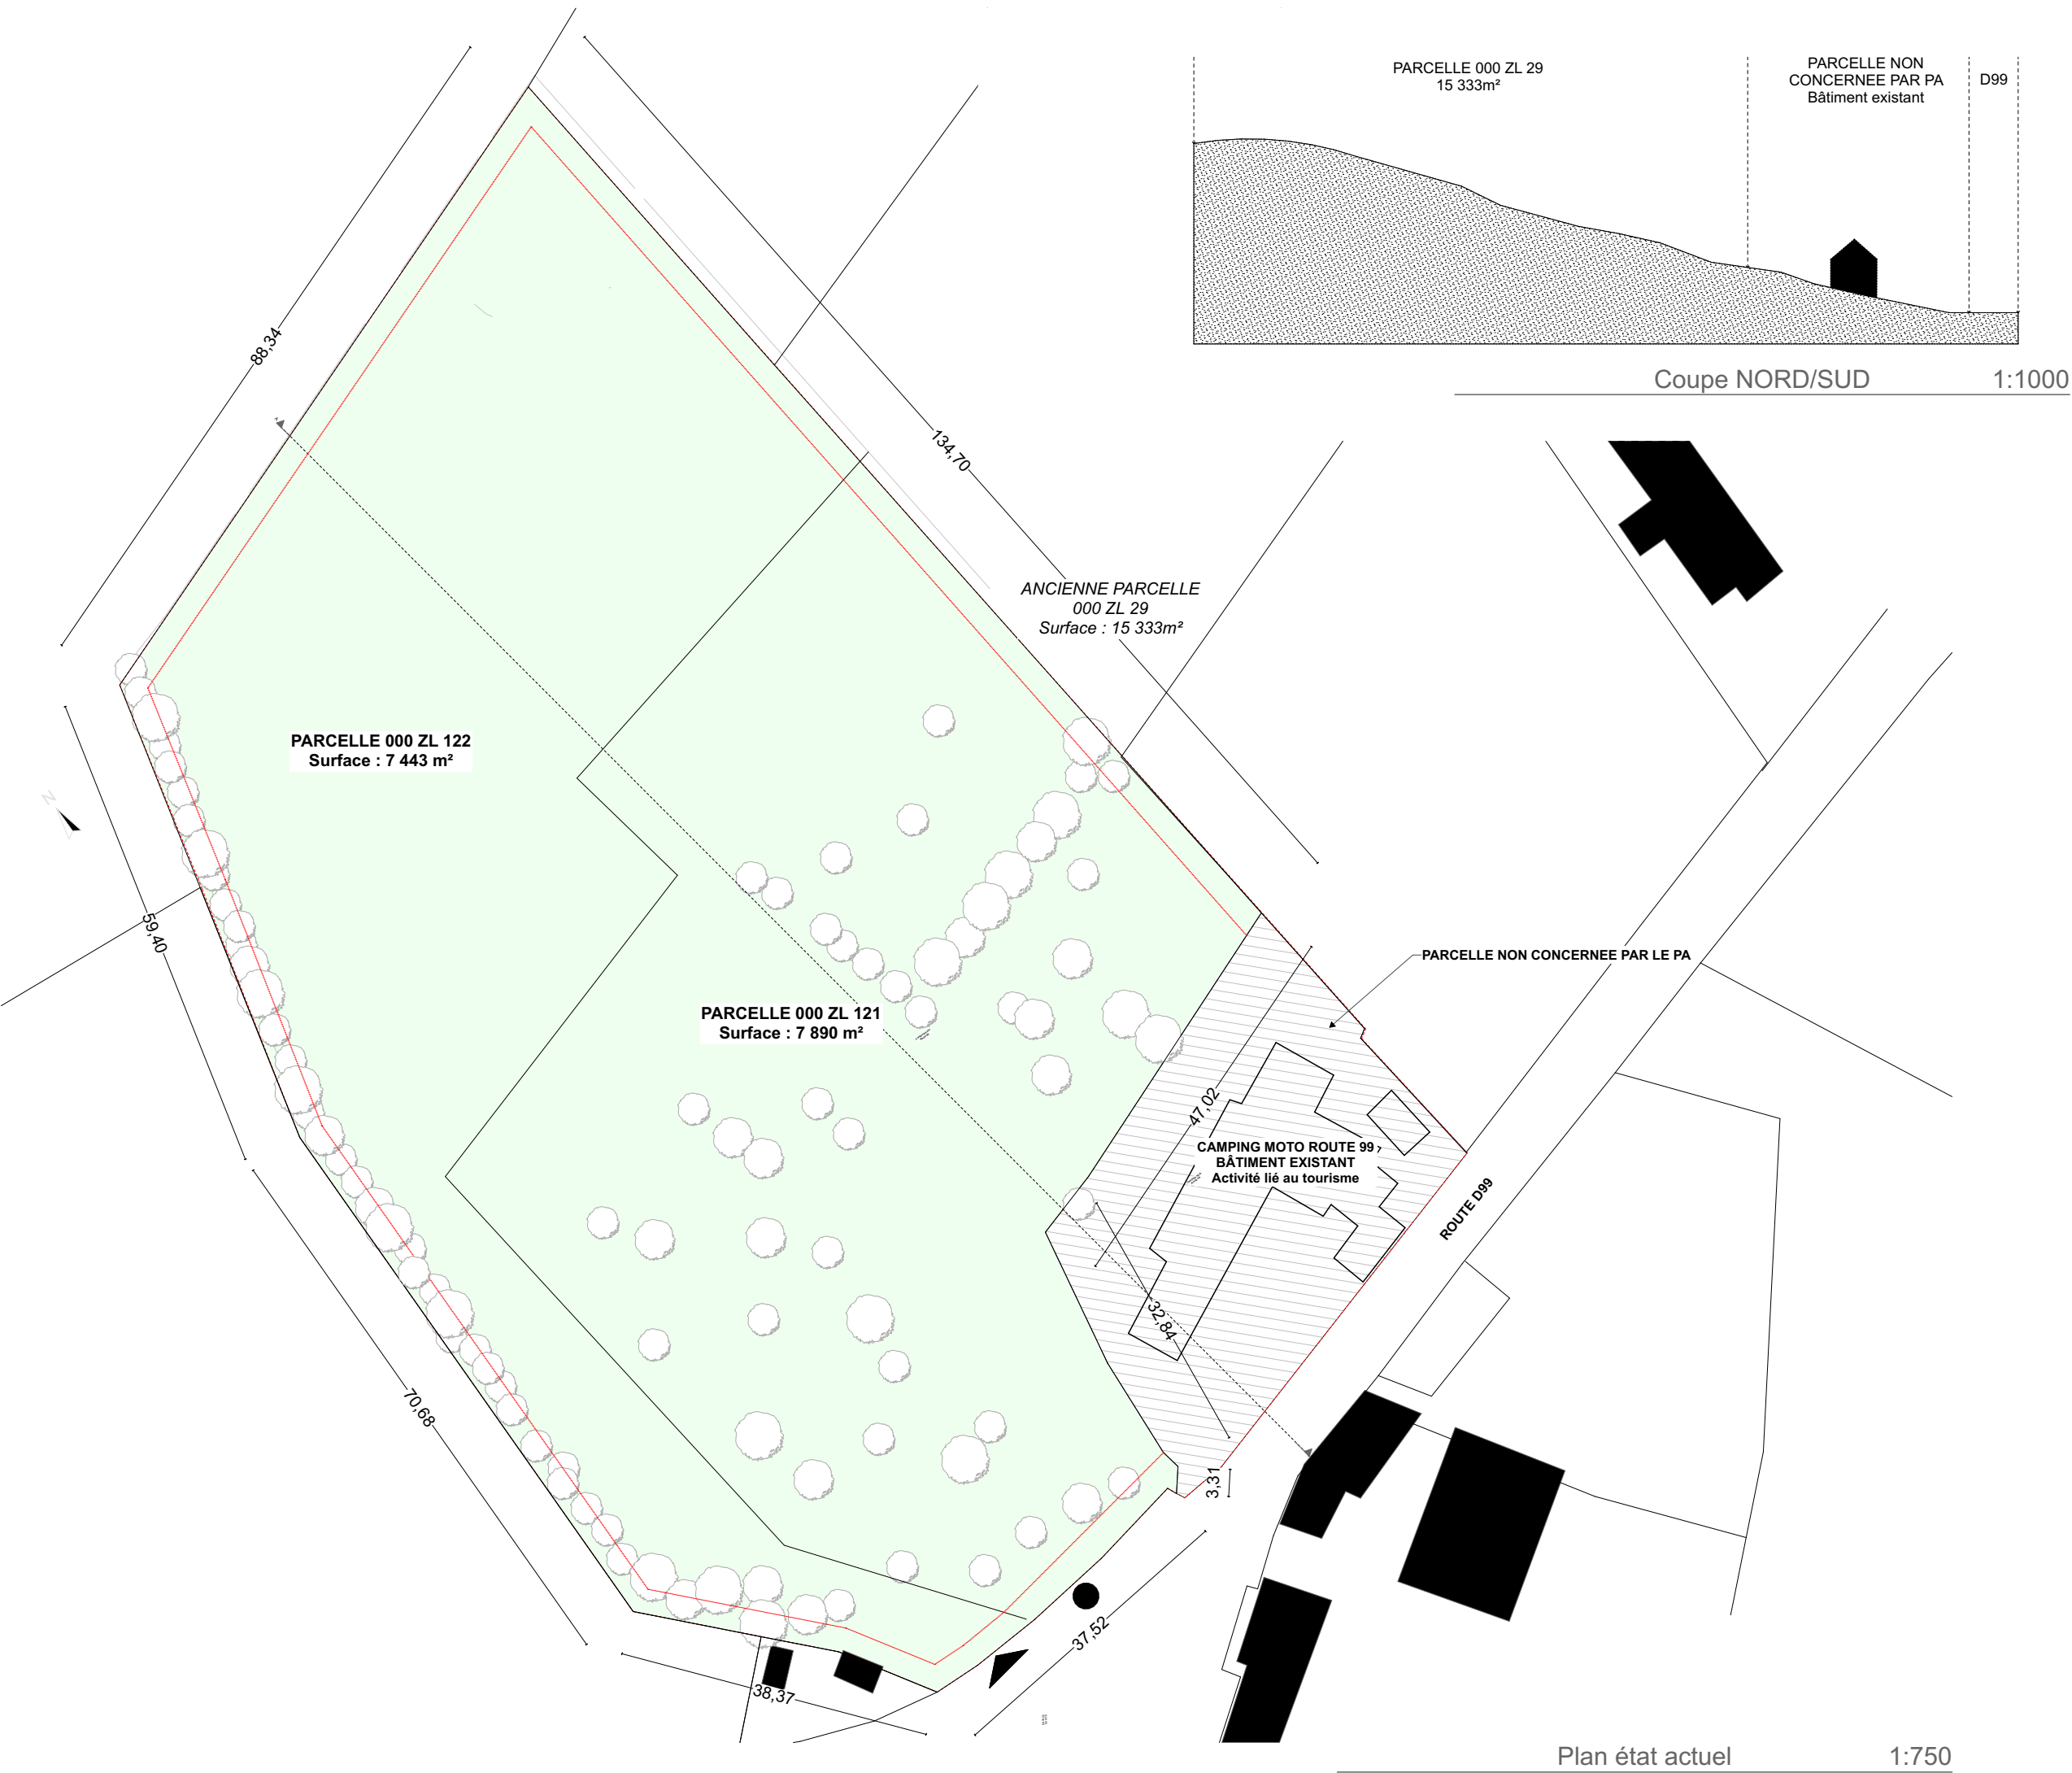 PARCELLE 000 ZL 29
15 333m²
PARCELLE NON
CONCERNEE PAR PA
Bâtiment existant
D99
Coupe NORD/SUD
1:1000
88,34
134,70
ANCIENNE PARCELLE
000 ZL 29
Surface : 15 333m²
PARCELLE 000 ZL 122
Surface : 7 443 m²
N
59,40
PARCELLE NON CONCERNEE PAR LE PA
PARCELLE 000 ZL 121
Surface : 7 890 m²
47,02
CAMPING MOTO ROUTE 99
BÂTIMENT EXISTANT
Activité lié au tourisme
ROUTE D99
32,84
70,68
3,31
37,52
38,37
Plan état actuel
1:750